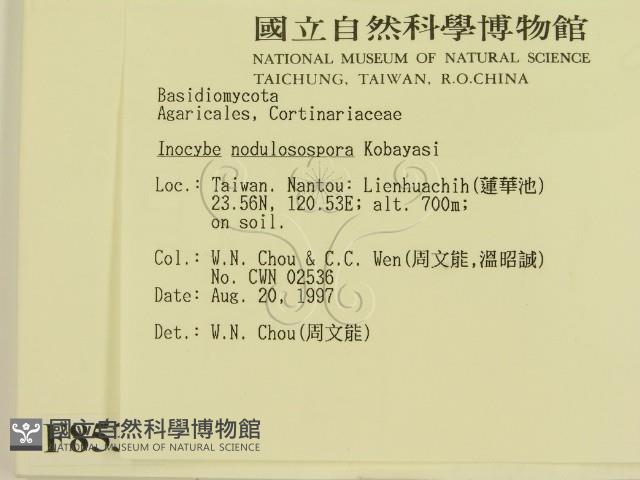 國立自然科學博物館
NATIONAL MUSEUM OF NATURAL SCIENCE
TAICHUNG, TAIWAN, R.O.CHINA
Basidiomycota
Agaricales, Cortinariaceae
Inocybe nodulosospora Kobayasi
Loc.: Taiwan. Nantou: Lienhuachih(蓮華池)
23.56N, 120.53E; alt. 700m;
on soil.
Col.: W.N. Chou & C.C. Wen(周文能,溫昭誠)
No. CWN 02536
Date: Aug. 20, 1997
Det.: W.N. Chou(周文能)
國立自然科學博物館
NATIONAL MUSEUM OF NATURAL SCIENCE